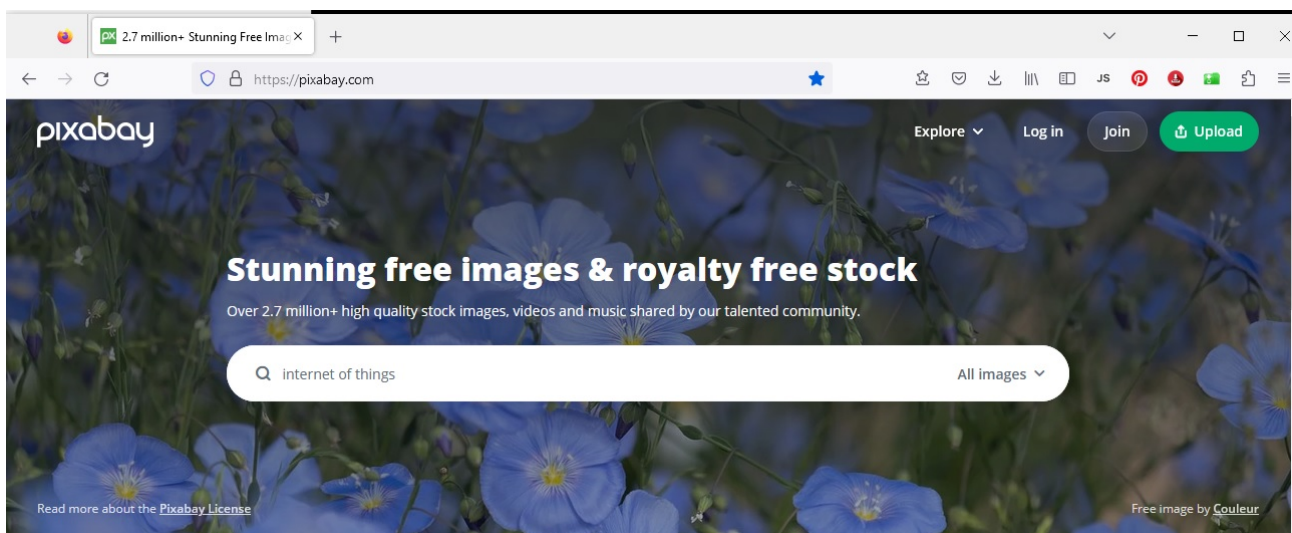 2.7 million+ Stunning Free Imag
https://pixabay.com
JS
pixabay
Explore
Log in
Join
Upload
Stunning free images & royalty free stock
Over 2.7 million+ high quality stock images, videos and music shared by our talented community.
internet of things
All images
Read more about the Pixabay License
Free image by Couleur